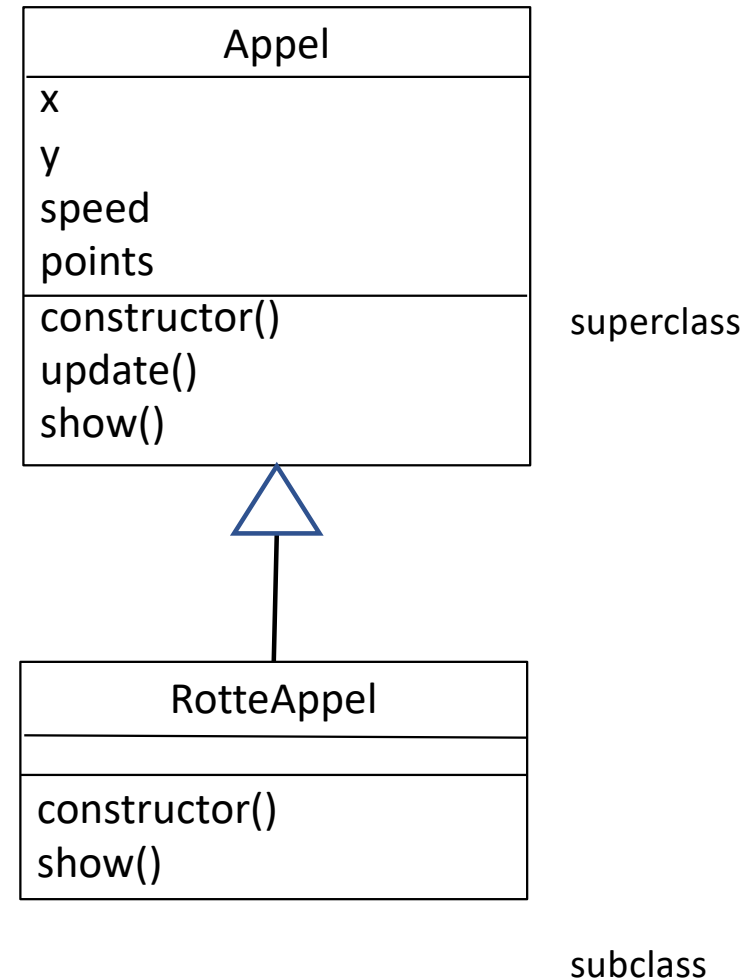 Appel
x
y
speed
points
constructor()
update()
show()
superclass
RotteAppel
constructor()
show()
subclass